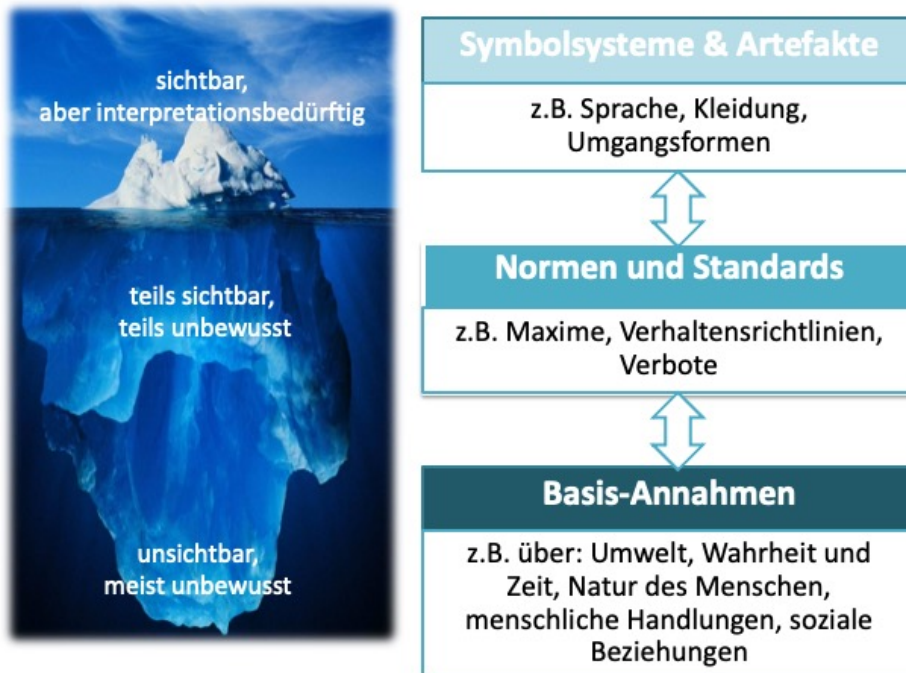 sichtbar,
aber interpretationsbedürftig
teils sichtbar,
teils unbewusst
unsichtbar,
meist unbewusst
Symbolsysteme & Artefakte
z.B. Sprache, Kleidung,
Umgangsformen
Normen und Standards
z.B. Maxime, Verhaltensrichtlinien,
Verbote
Basis-Annahmen
z.B. über: Umwelt, Wahrheit und
Zeit, Natur des Menschen,
menschliche Handlungen, soziale
Beziehungen